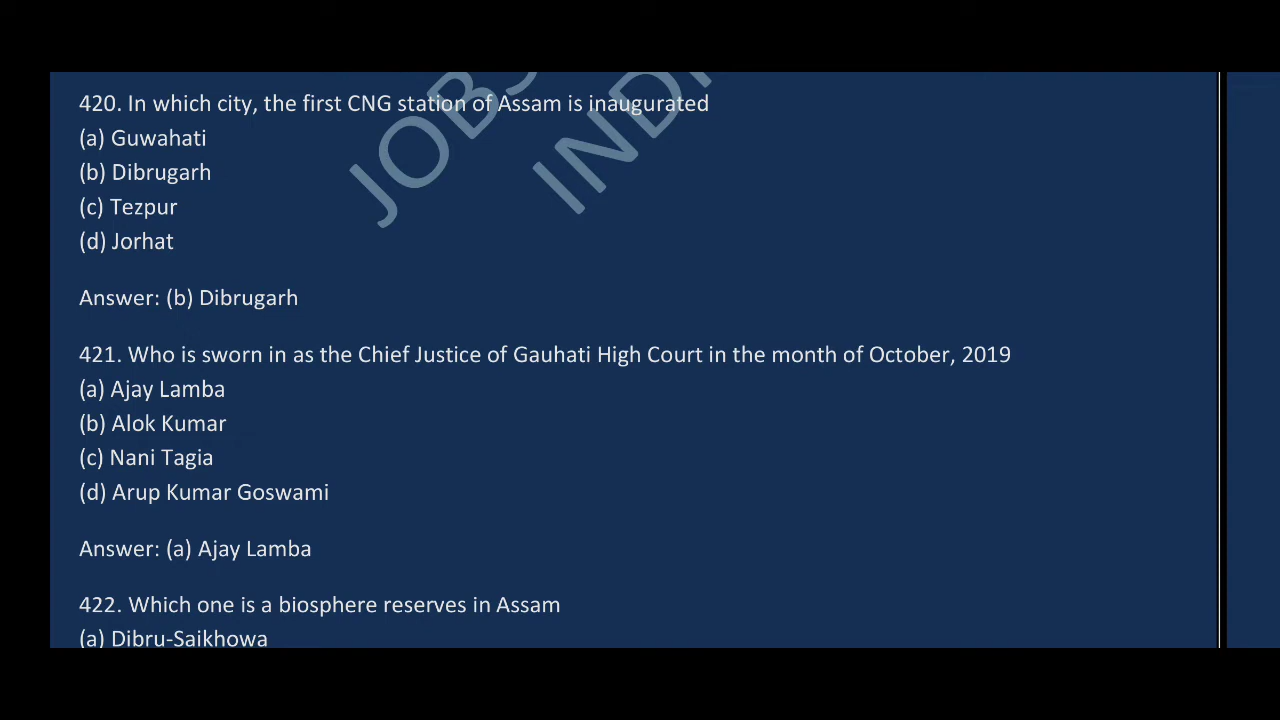 JOBS
INDI
420. In which city, the first CNG station of Assam is inaugurated
(a) Guwahati
(b) Dibrugarh
(c) Tezpur
(d) Jorhat
Answer: (b) Dibrugarh
421. Who is sworn in as the Chief Justice of Gauhati High Court in the month of October, 2019
(a) Ajay Lamba
(b) Alok Kumar
(c) Nani Tagia
(d) Arup Kumar Goswami
Answer: (a) Ajay Lamba
422. Which one is a biosphere reserves in Assam
(a) Dibru-Saikhowa